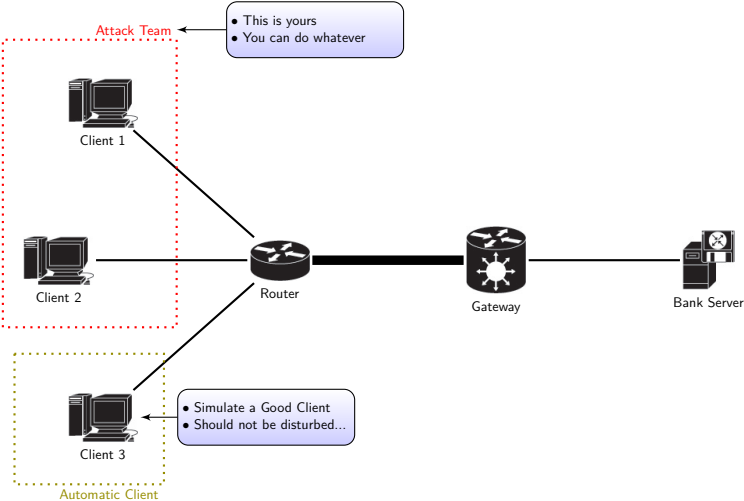 Attack Team
• This is yours
• You can do whatever
Client 1
Client 2
Router
Gateway
Bank Server
• Simulate a Good Client
• Should not be disturbed...
Client 3
Automatic Client